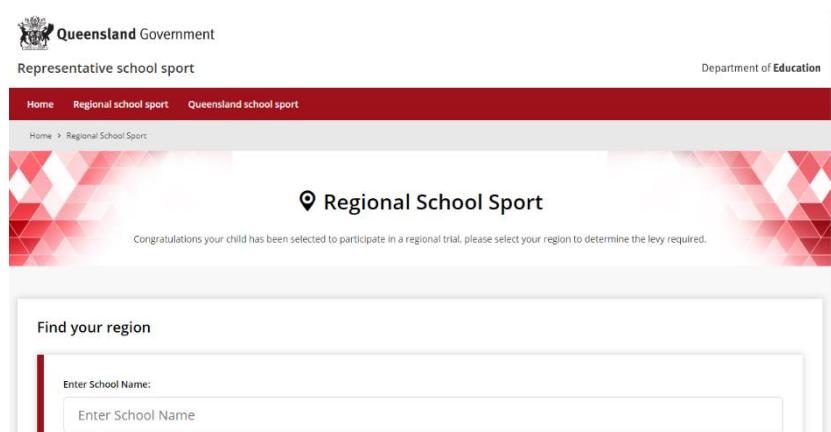 Queensland Government
Representative school sport
Department of Education
Home Regional school sport Queensland school sport
Home > Regional School Sport
Regional School Sport
Congratulations your child has been selected to participate in a regional trial, please select your region to determine the levy required.
Find your region
Enter School Name:
Enter School Name